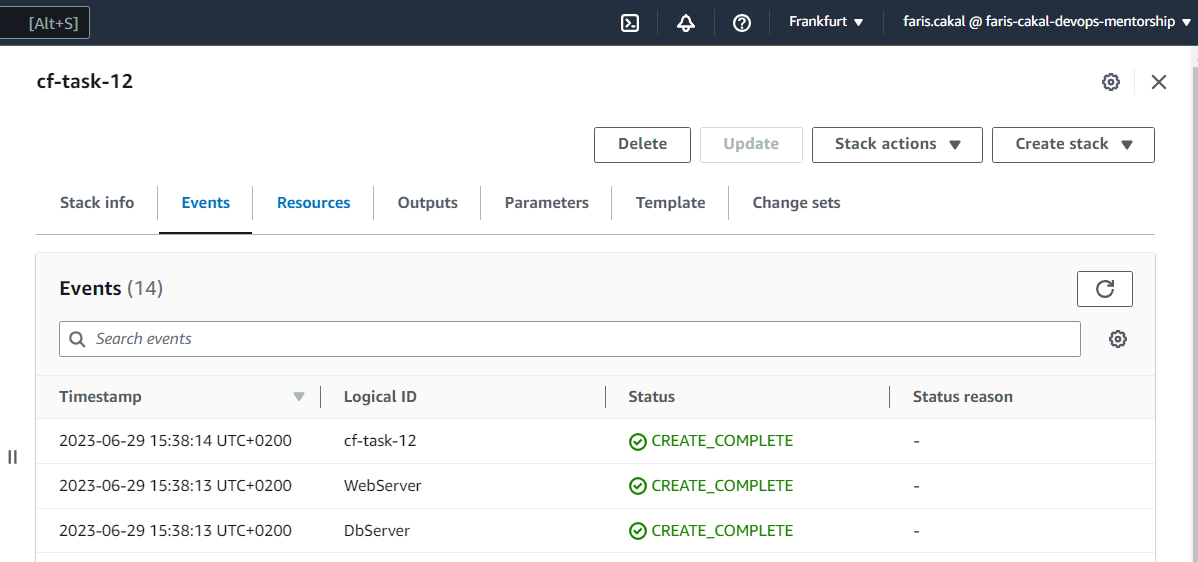 [Alt+S] Frankfurt faris.cakal @ faris-cakal-devops-mentorship
cf-task-12
Delete Update Stack actions Create stack
Stack info Events Resources Outputs Parameters Template Change sets
Events (14)
Search events
Timestamp Logical ID Status Status reason
2023-06-29 15:38:14 UTC+0200 cf-task-12 CREATE_COMPLETE -
2023-06-29 15:38:13 UTC+0200 WebServer CREATE_COMPLETE -
2023-06-29 15:38:13 UTC+0200 DbServer CREATE_COMPLETE -